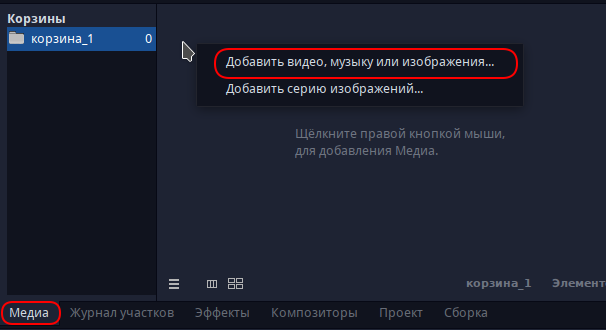 Корзины
корзина_1 0
Добавить видео, музыку или изображения...
Добавить серию изображений...
Щёлкните правой кнопкой мыши,
для добавления Медиа.
корзина_1 Элемент
Медиа Журнал участков Эффекты Композиторы Проект Сборка